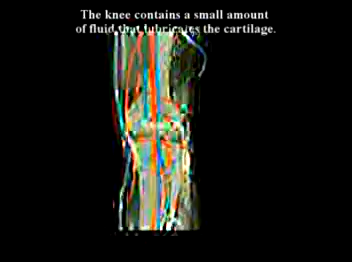 The knee contains a small amount
of fluid that lubricates the cartilage.